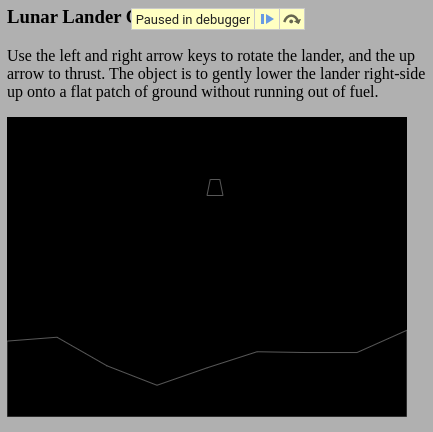 Lunar Lander
Paused in debugger
Use the left and right arrow keys to rotate the lander, and the up
arrow to thrust. The object is to gently lower the lander right-side
up onto a flat patch of ground without running out of fuel.